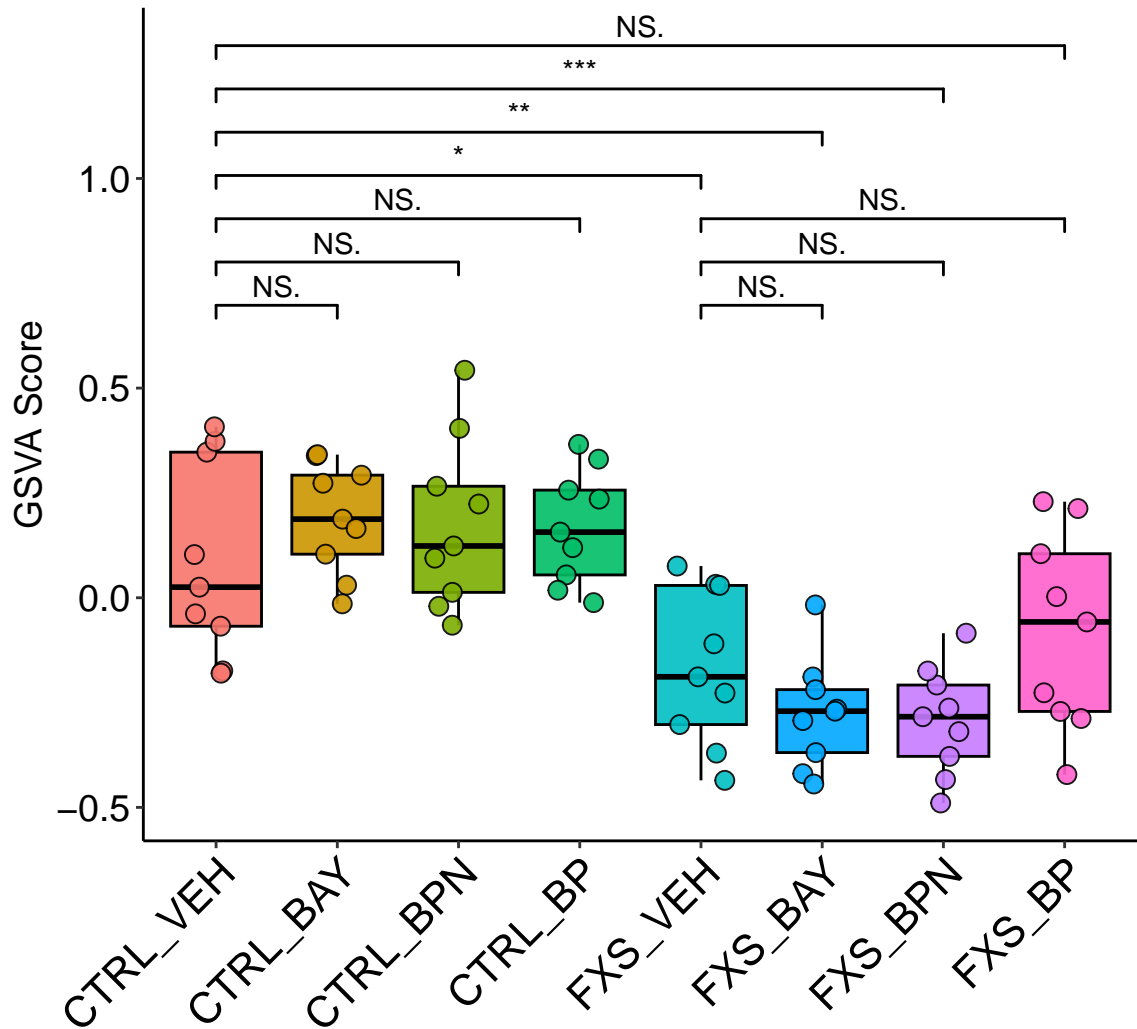 NS.
***
**
*
NS.
NS.
NS.
NS.
NS.
NS.
GSVA Score
1.0
0.5
0.0
−0.5
CTRL_VEH
CTRL_BAY
CTRL_BPN
CTRL_BP
FXS_VEH
FXS_BAY
FXS_BPN
FXS_BP